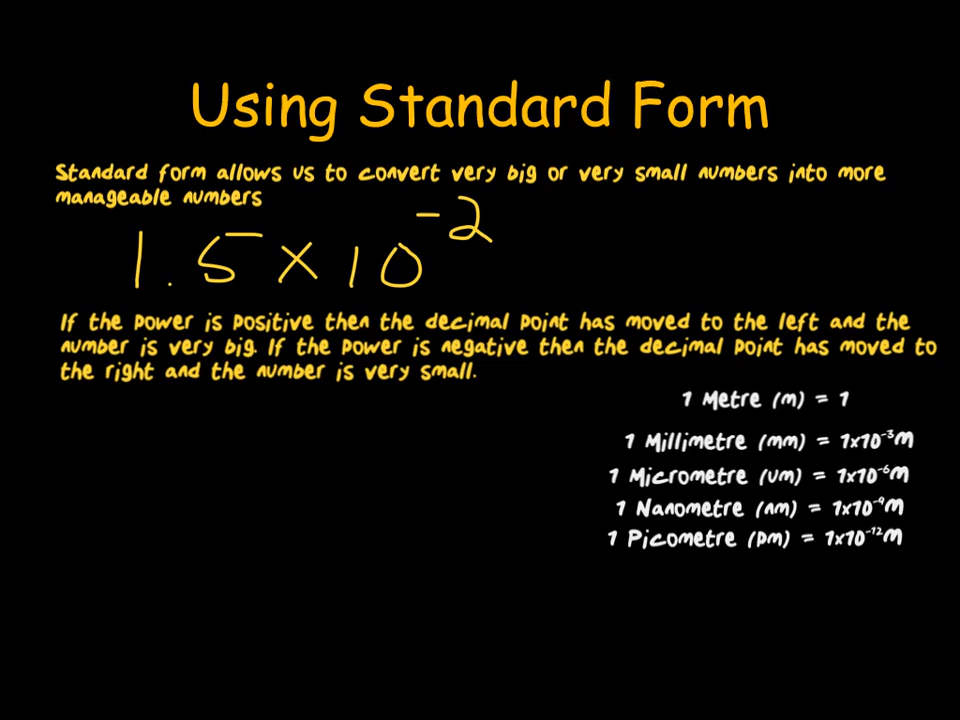 Using Standard Form
Standard form allows us to convert very big or very small numbers into more
manageable numbers
1.5 × 10⁻²
If the power is positive then the decimal point has moved to the left and the
number is very big. If the power is negative then the decimal point has moved to
the right and the number is very small.
1 Metre (m) = 1
1 Millimetre (mm) = 1x10⁻³m
1 Micrometre (um) = 1x10⁻⁶m
1 Nanometre (nm) = 1x10⁻⁹m
1 Picometre (pm) = 1x10⁻¹²m